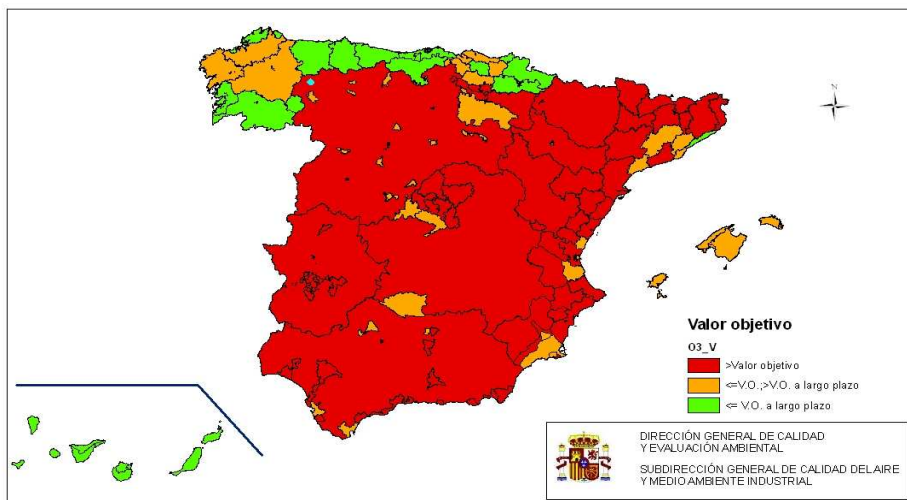 Valor objetivo
O3_V
>Valor objetivo
<=V.O.;>V.O. a largo plazo
<= V.O. a largo plazo
DIRECCIÓN GENERAL DE CALIDAD
Y EVALUACIÓN AMBIENTAL
SUBDIRECCIÓN GENERAL DE CALIDAD DEL AIRE
Y MEDIO AMBIENTE INDUSTRIAL